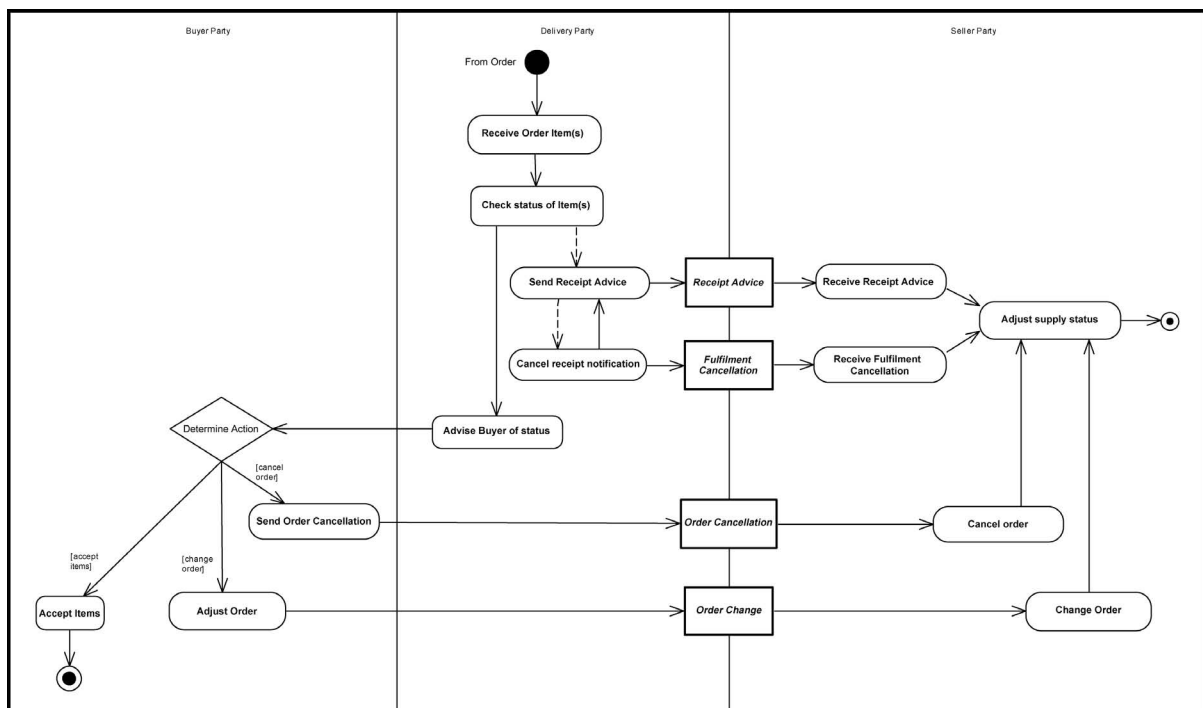 Buyer Party
Delivery Party
Seller Party
From Order
Receive Order Item(s)
Check status of Item(s)
Send Receipt Advice
Receipt Advice
Receive Receipt Advice
Adjust supply status
Cancel receipt notification
Fulfilment
Cancellation
Receive Fulfilment
Cancellation
Determine Action
Advise Buyer of status
[cancel
order]
Send Order Cancellation
Order Cancellation
Cancel order
[accept
items]
[change
order]
Accept Items
Adjust Order
Order Change
Change Order